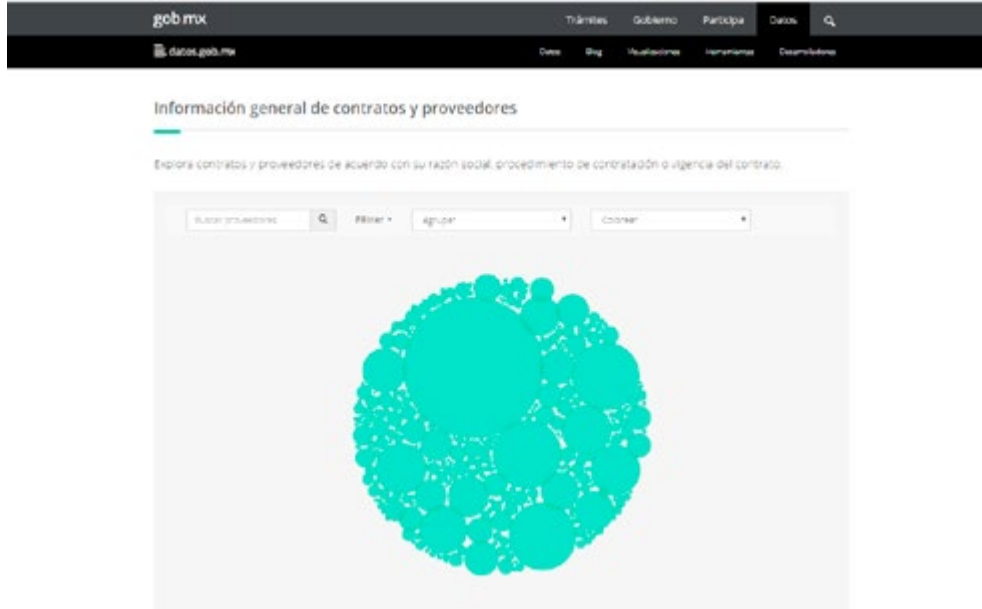 gob.mx
Trámites Gobierno Participa Datos
datos.gob.mx
Datos Blog Visualizaciones Herramientas Desarrolladores
Información general de contratos y proveedores
Explora contratos y proveedores de acuerdo con su razón social, procedimiento de contratación o vigencia del contrato.
Buscar proveedores Filtrar Agrupar Colorear